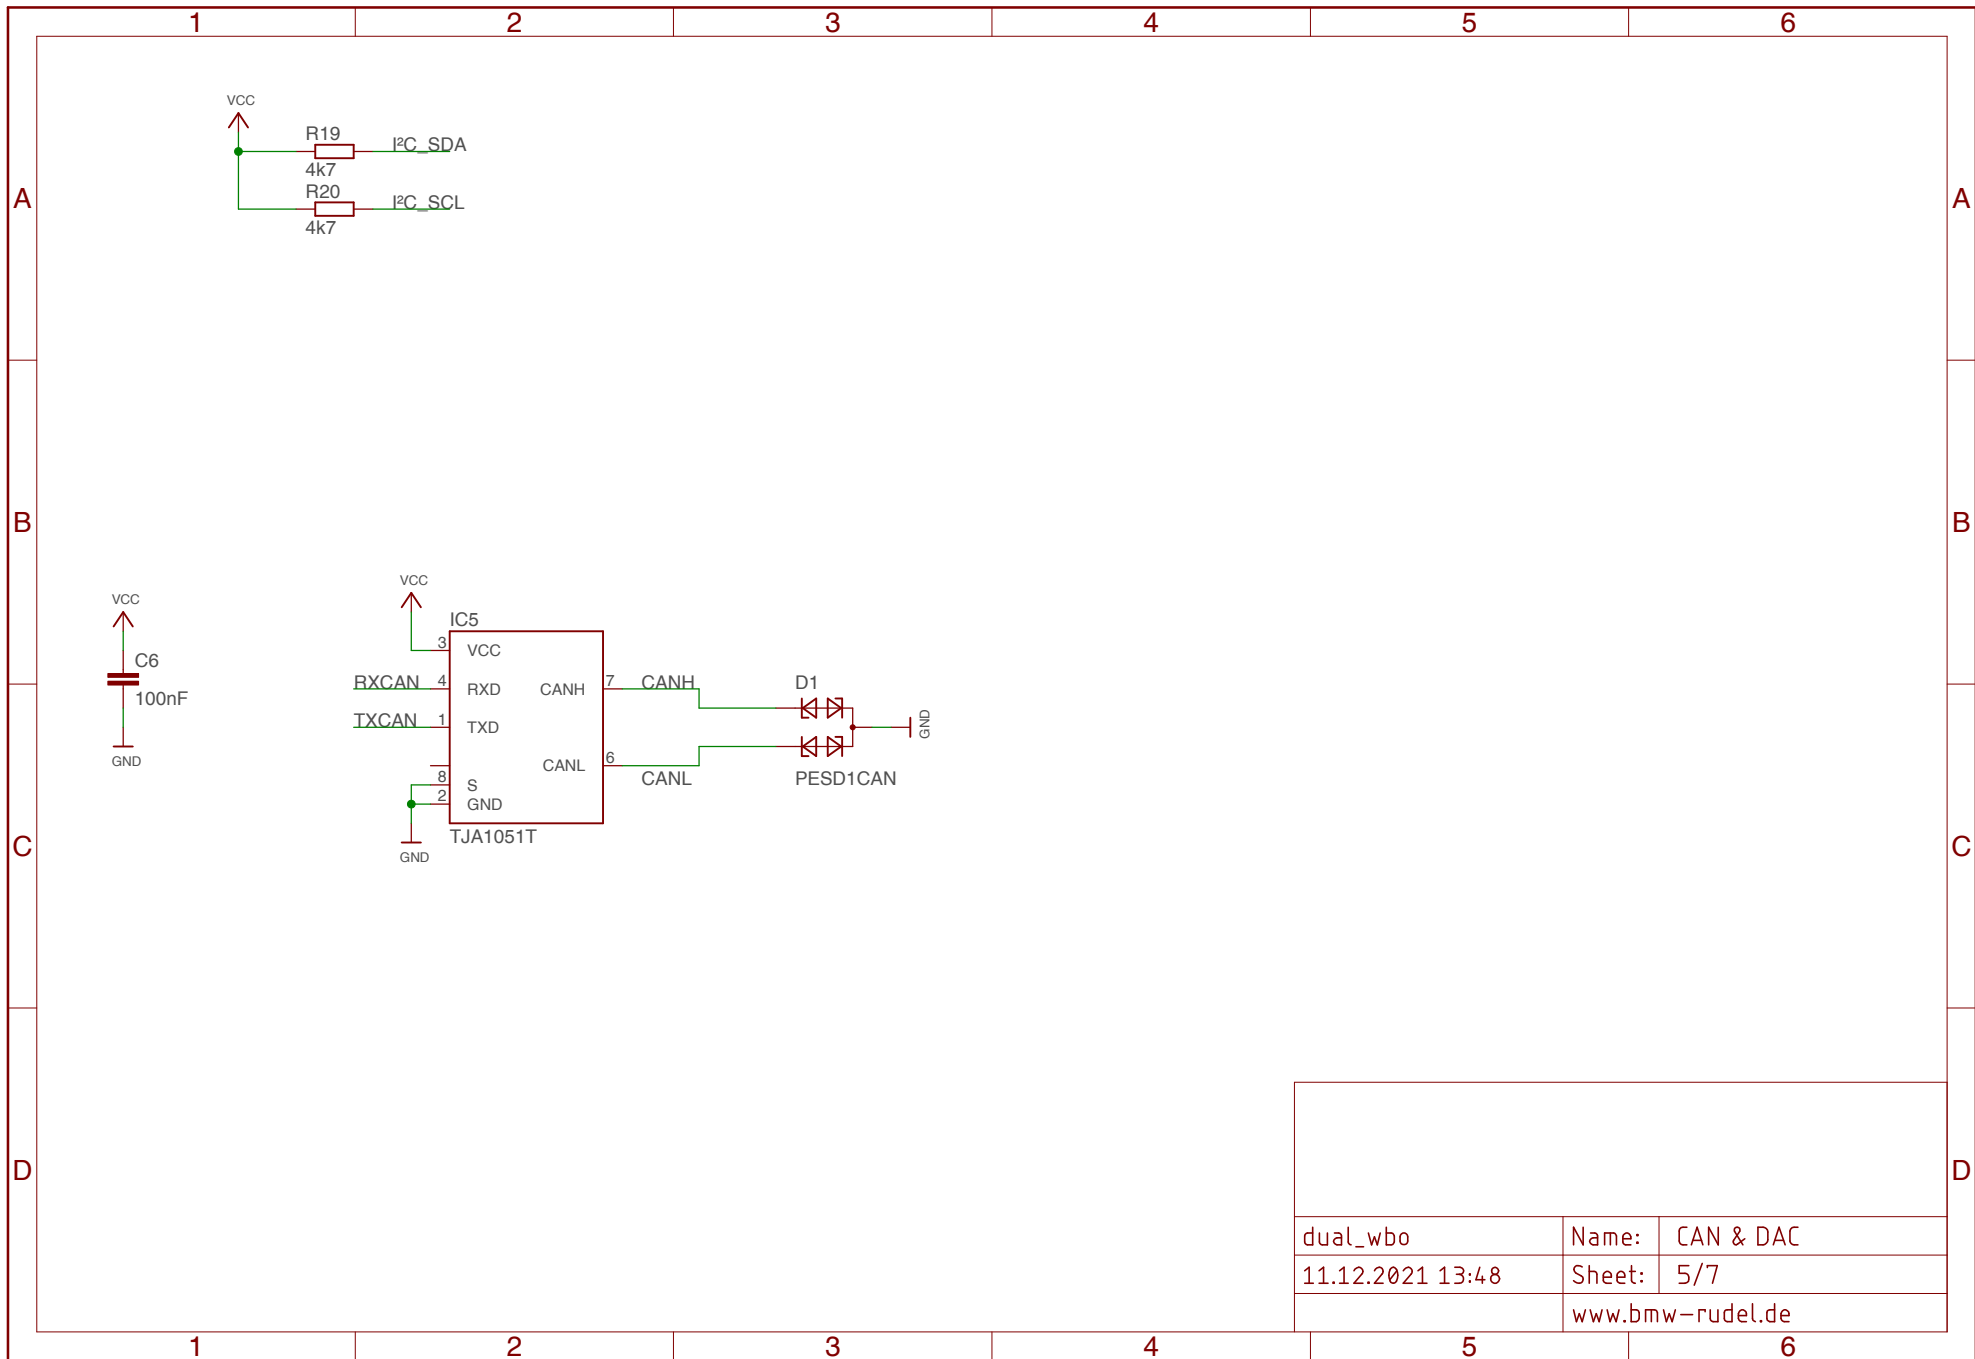 1 2 3 4 5 6
VCC
R19
I²C_SDA
4k7
R20
I²C_SCL
4k7
A A
B B
VCC
VCC
IC5
3 VCC
C6
100nF
GND
RXCAN 4 RXD CANH 7 CANH
TXCAN 1 TXD
CANL 6 CANL
8 S
2 GND
GND
TJA1051T
D1
GND
PESD1CAN
C C
D D
dual_wbo Name: CAN & DAC
11.12.2021 13:48 Sheet: 5/7
www.bmw-rudel.de
1 2 3 4 5 6